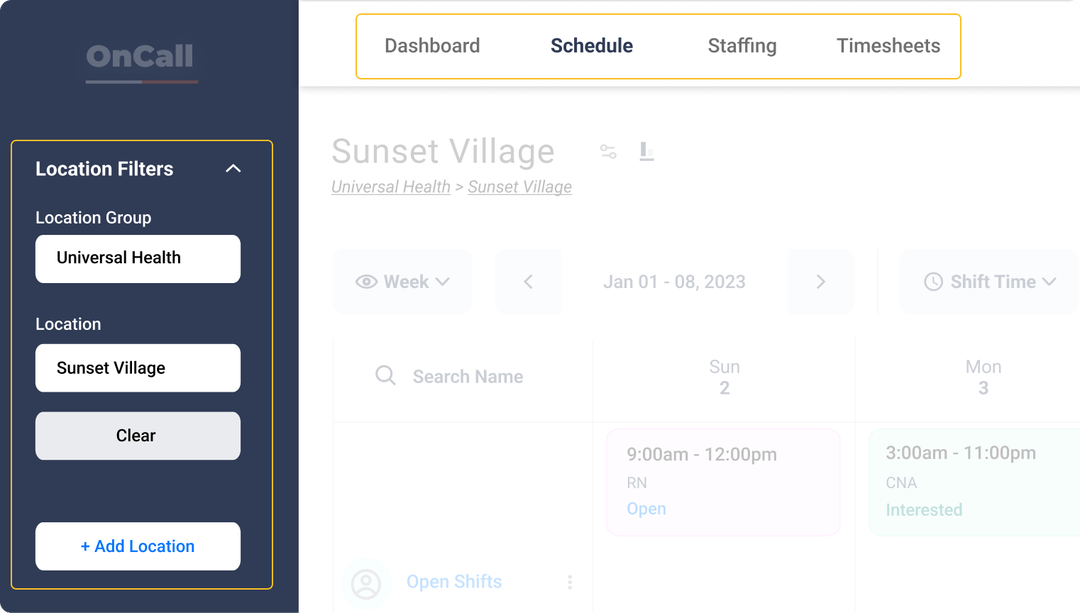 OnCall
Dashboard Schedule Staffing Timesheets
Location Filters
Location Group
Universal Health
Location
Sunset Village
Clear
+ Add Location
Sunset Village
Universal Health > Sunset Village
Week Jan 01 - 08, 2023 Shift Time
Search Name
Sun
2
Mon
3
9:00am - 12:00pm
RN
Open
3:00am - 11:00pm
CNA
Interested
Open Shifts